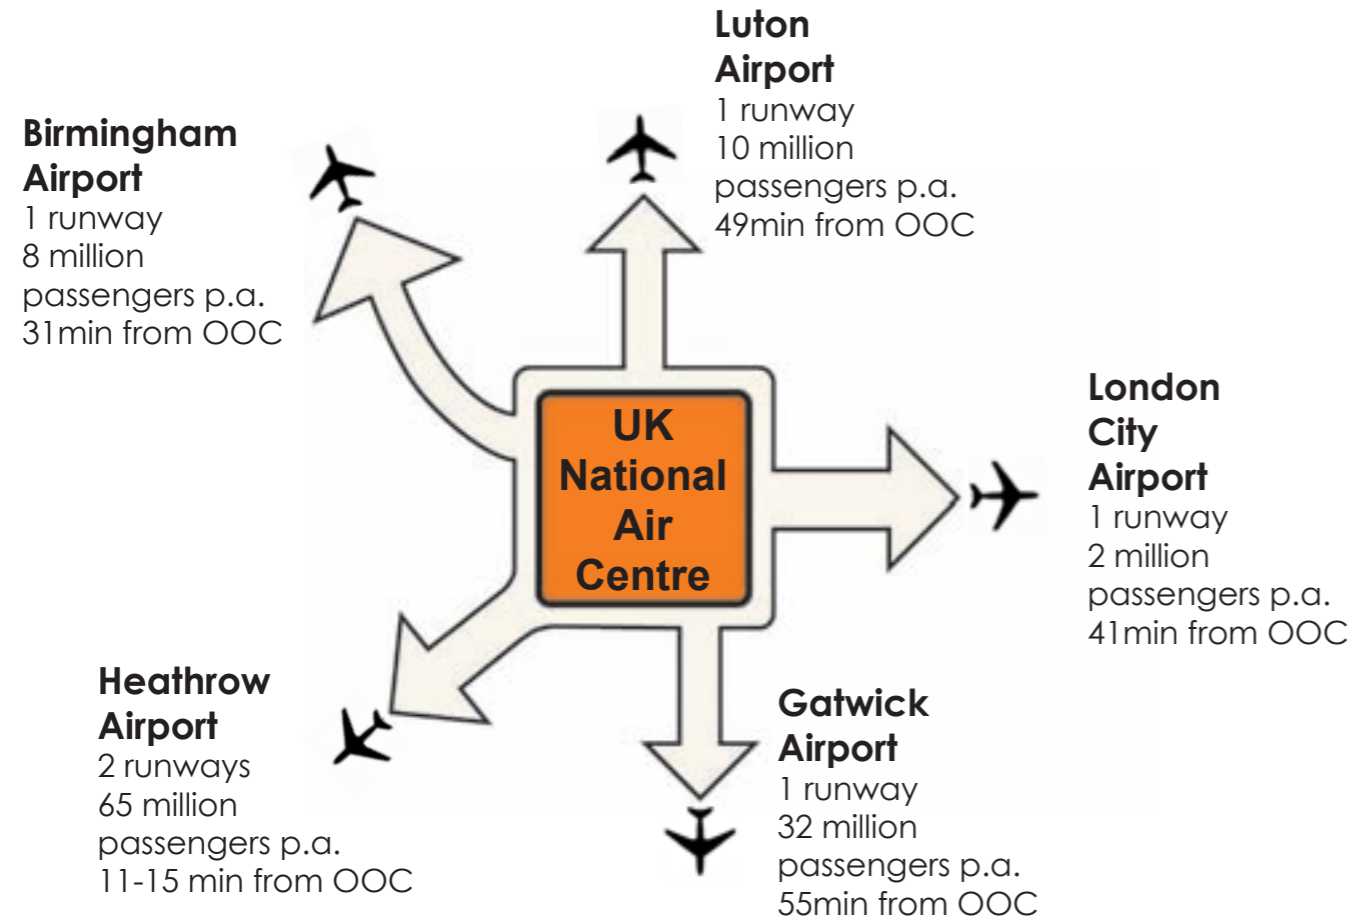 Luton
Airport
1 runway
10 million
passengers p.a.
49min from OOC
Birmingham
Airport
1 runway
8 million
passengers p.a.
31min from OOC
UK
National
Air
Centre
London
City
Airport
1 runway
2 million
passengers p.a.
41min from OOC
Heathrow
Airport
2 runways
65 million
passengers p.a.
11-15 min from OOC
Gatwick
Airport
1 runway
32 million
passengers p.a.
55min from OOC